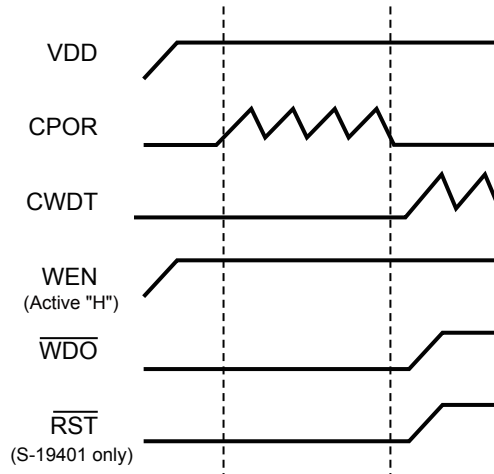 VDD
CPOR
CWDT
WEN
(Active "H")
WDO
RST
(S-19401 only)